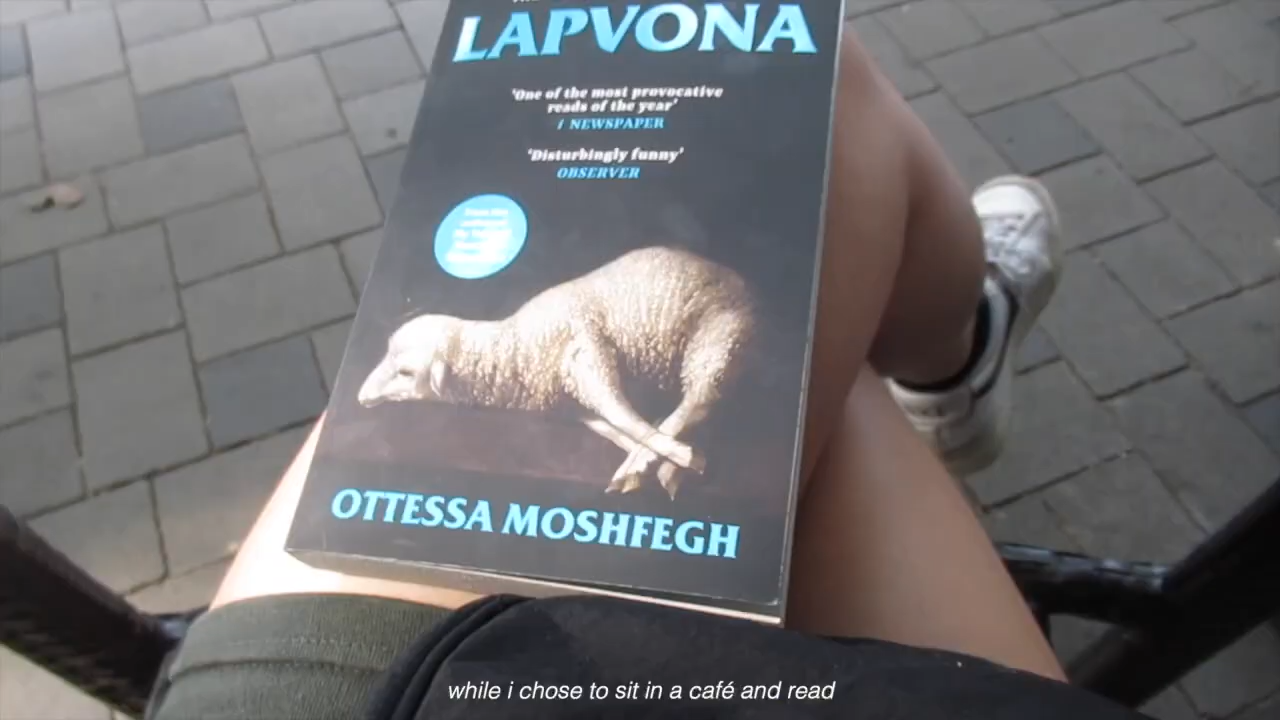 LAPVONA
'One of the most provocative
reads of the year'
i NEWSPAPER
'Disturbingly funny'
OBSERVER
OTTESSA MOSHFEGH
while i chose to sit in a café and read